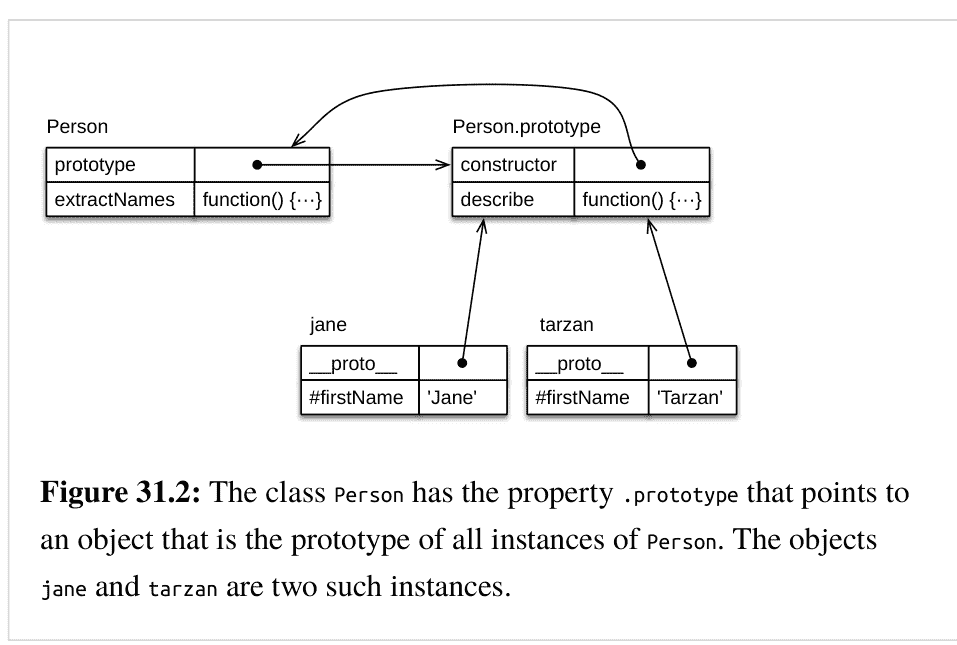 Person
Person.prototype
prototype
constructor
extractNames function() {···}
describe function() {···}
jane
tarzan
__proto__
__proto__
#firstName 'Jane'
#firstName 'Tarzan'
Figure 31.2: The class Person has the property .prototype that points to
an object that is the prototype of all instances of Person. The objects
jane and tarzan are two such instances.